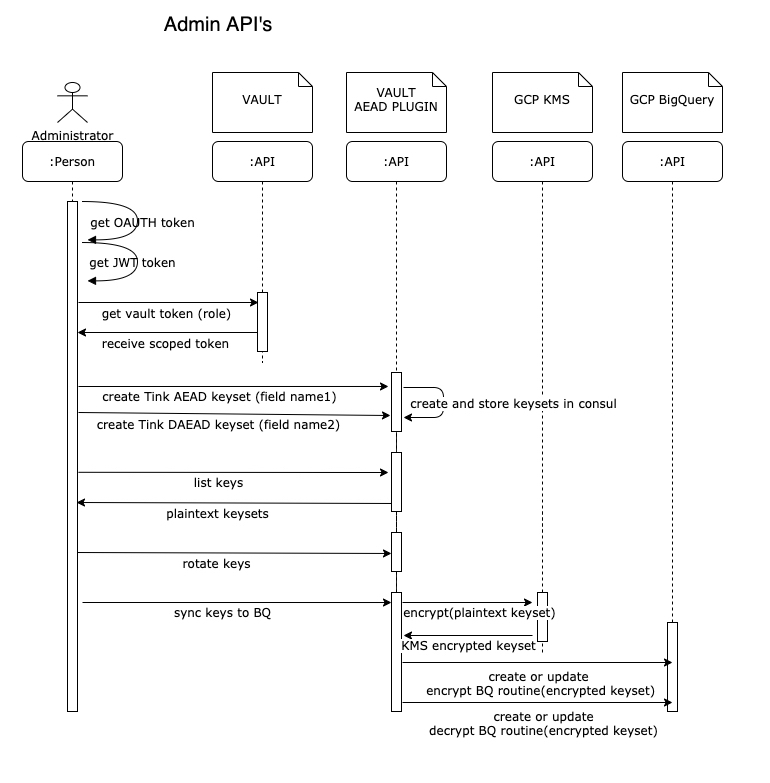 Admin API's
VAULT
VAULT
AEAD PLUGIN
GCP KMS
GCP BigQuery
Administrator
:Person
:API
:API
:API
:API
get OAUTH token
get JWT token
get vault token (role)
receive scoped token
create Tink AEAD keyset (field name1)
create and store keysets in consul
create Tink DAEAD keyset (field name2)
list keys
plaintext keysets
rotate keys
sync keys to BQ
encrypt(plaintext keyset)
KMS encrypted keyset
create or update
encrypt BQ routine(encrypted keyset)
create or update
decrypt BQ routine(encrypted keyset)